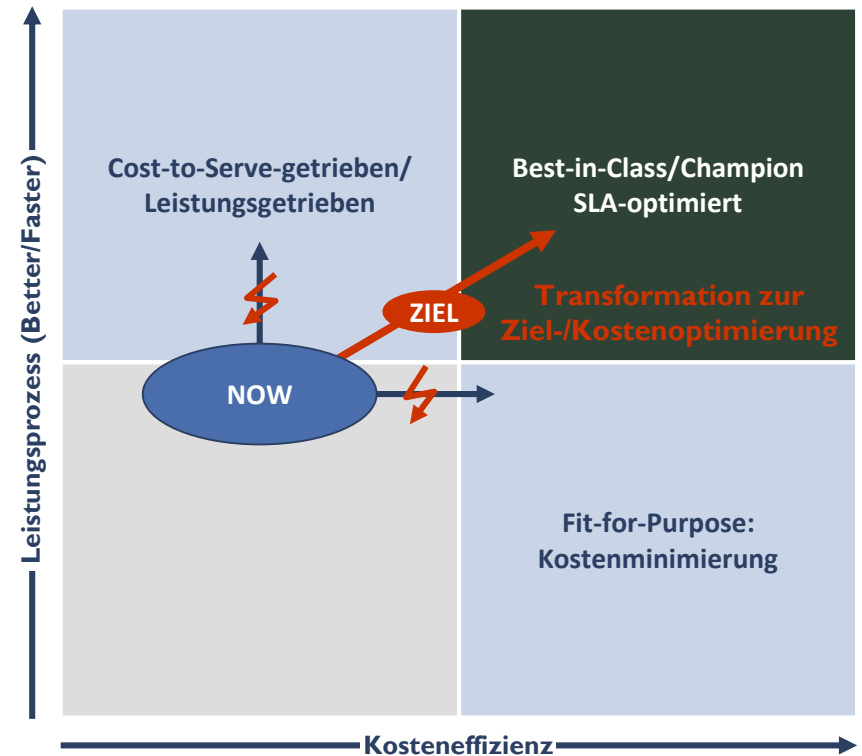 Leistungsprozess (Better/Faster)
Cost-to-Serve-getrieben/
Leistungsgetrieben
Best-in-Class/Champion
SLA-optimiert
ZIEL
Transformation zur
Ziel-/Kostenoptimierung
NOW
Fit-for-Purpose:
Kostenminimierung
Kosteneffizienz